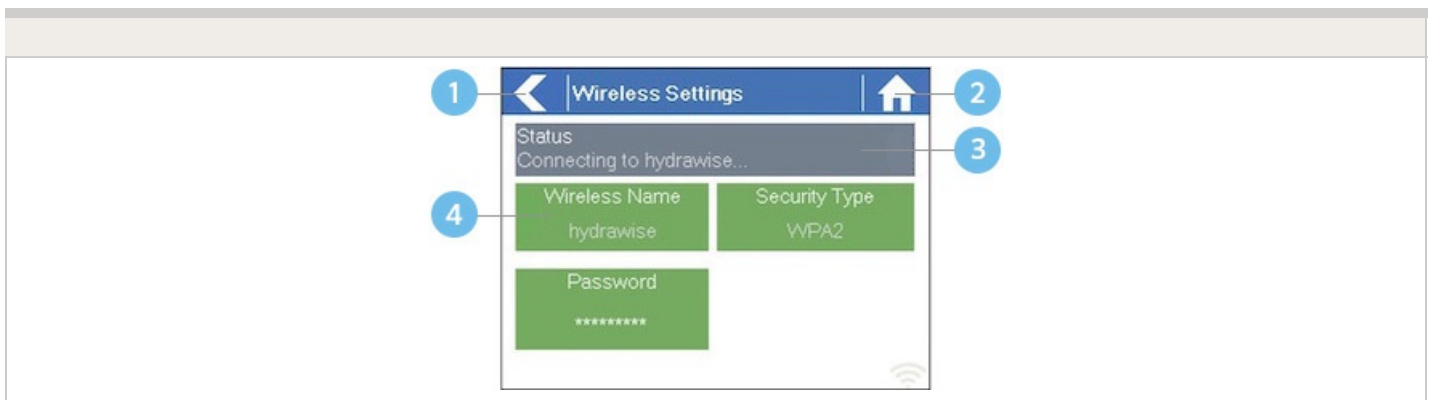 1
Wireless Settings
2
Status
Connecting to hydrawise...
3
4
Wireless Name
hydrawise
Security Type
WPA2
Password
*********